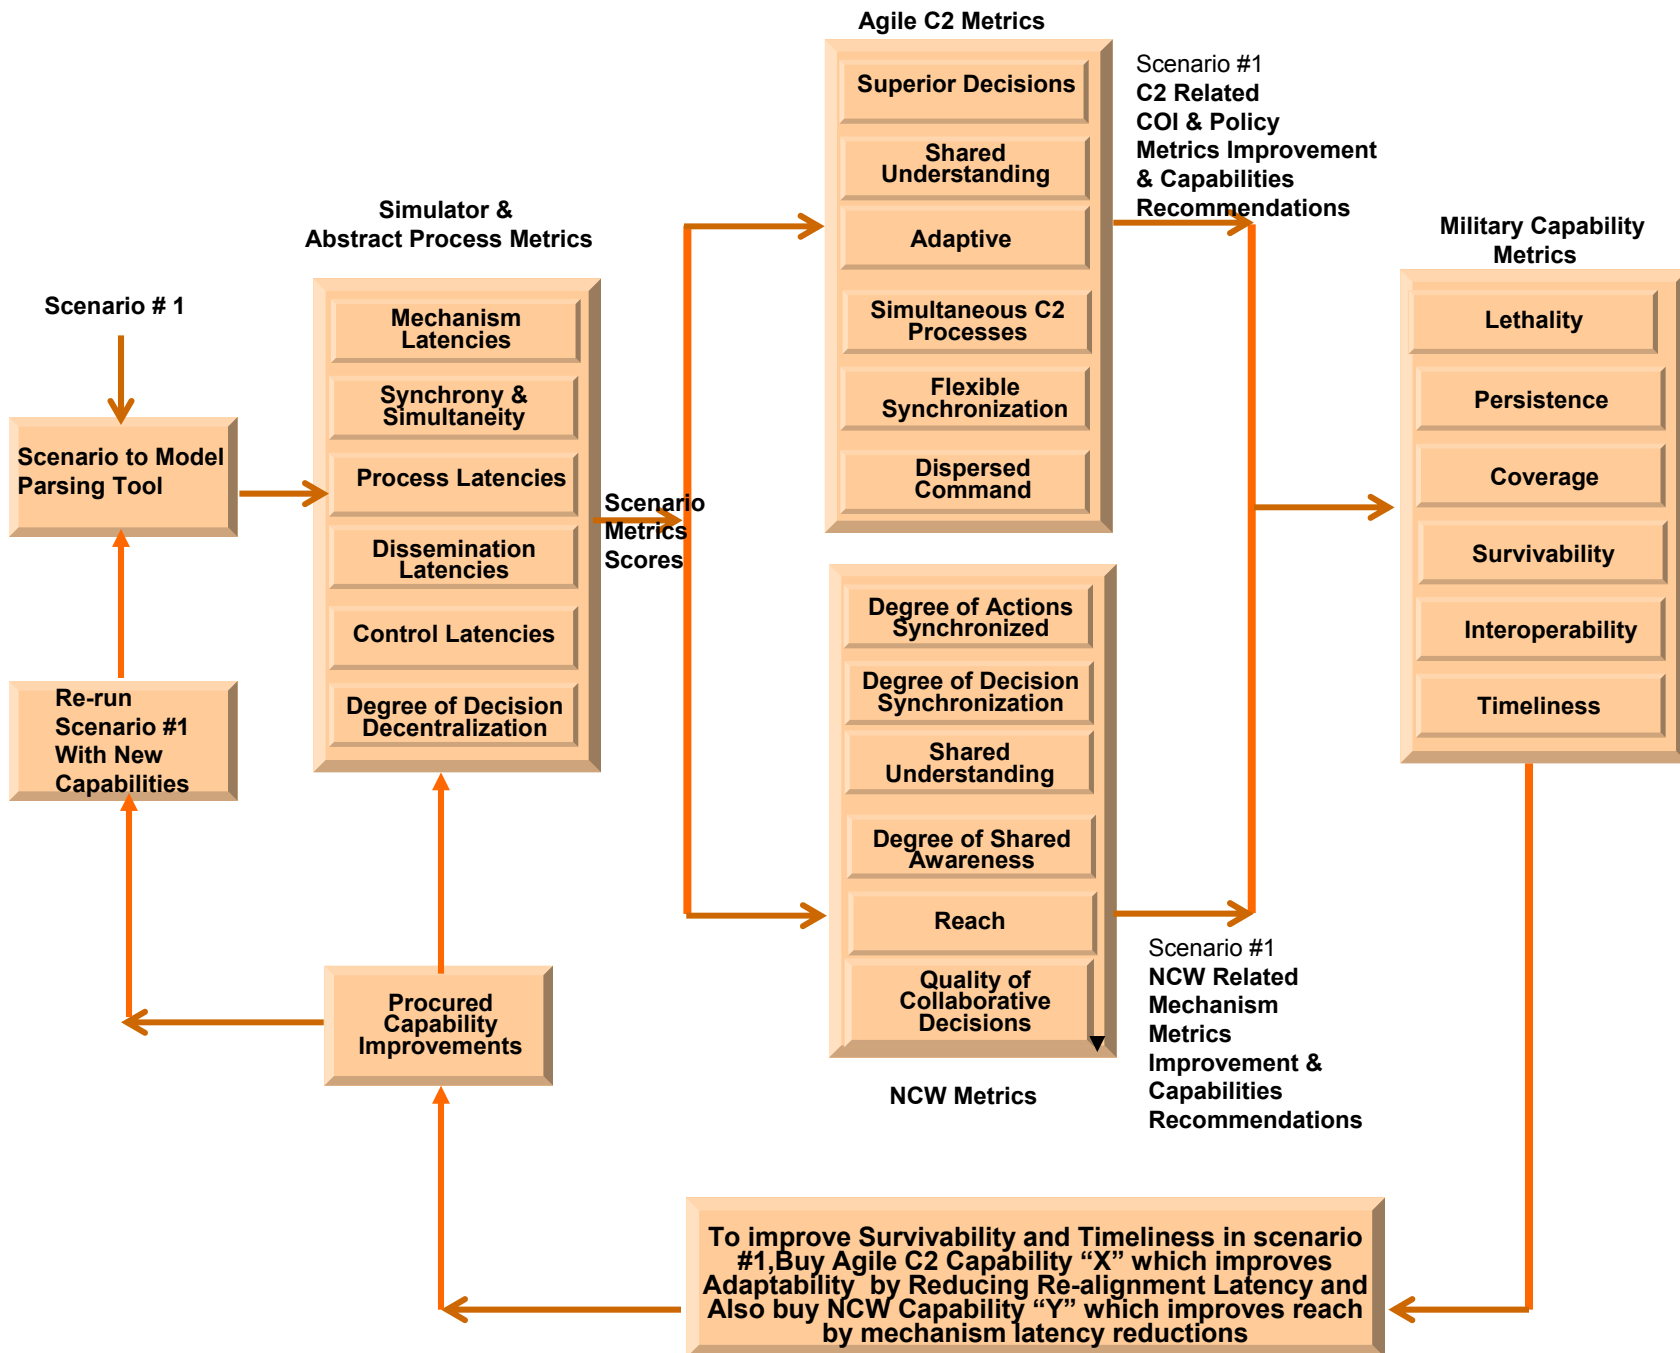 Agile C2 Metrics
Superior Decisions
Shared
Understanding
Adaptive
Simultaneous C2
Processes
Flexible
Synchronization
Dispersed
Command
Scenario #1
C2 Related
COI & Policy
Metrics Improvement
& Capabilities
Recommendations
Simulator &
Abstract Process Metrics
Mechanism
Latencies
Synchrony &
Simultaneity
Process Latencies
Dissemination
Latencies
Control Latencies
Degree of Decision
Decentralization
Scenario # 1
Scenario to Model
Parsing Tool
Re-run
Scenario #1
With New
Capabilities
Scenario
Metrics
Scores
Military Capability
Metrics
Lethality
Persistence
Coverage
Survivability
Interoperability
Timeliness
Degree of Actions
Synchronized
Degree of Decision
Synchronization
Shared
Understanding
Degree of Shared
Awareness
Reach
Quality of
Collaborative
Decisions
NCW Metrics
Scenario #1
NCW Related
Mechanism
Metrics
Improvement &
Capabilities
Recommendations
Procured
Capability
Improvements
To improve Survivability and Timeliness in scenario
#1,Buy Agile C2 Capability “X” which improves
Adaptability by Reducing Re-alignment Latency and
Also buy NCW Capability “Y” which improves reach
by mechanism latency reductions